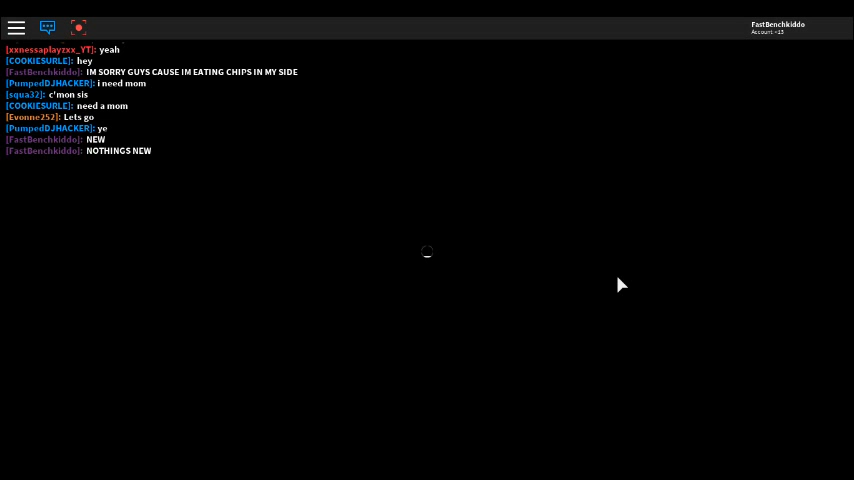 FastBenchkiddo
Account: <13
[xxnessaplayzxx_YT]: yeah
[COOKIESURLE]: hey
[FastBenchkiddo]: IM SORRY GUYS CAUSE IM EATING CHIPS IN MY SIDE
[PumpedDJHACKER]: i need mom
[squa32]: c'mon sis
[COOKIESURLE]: need a mom
[Evonne252]: Lets go
[PumpedDJHACKER]: ye
[FastBenchkiddo]: NEW
[FastBenchkiddo]: NOTHINGS NEW